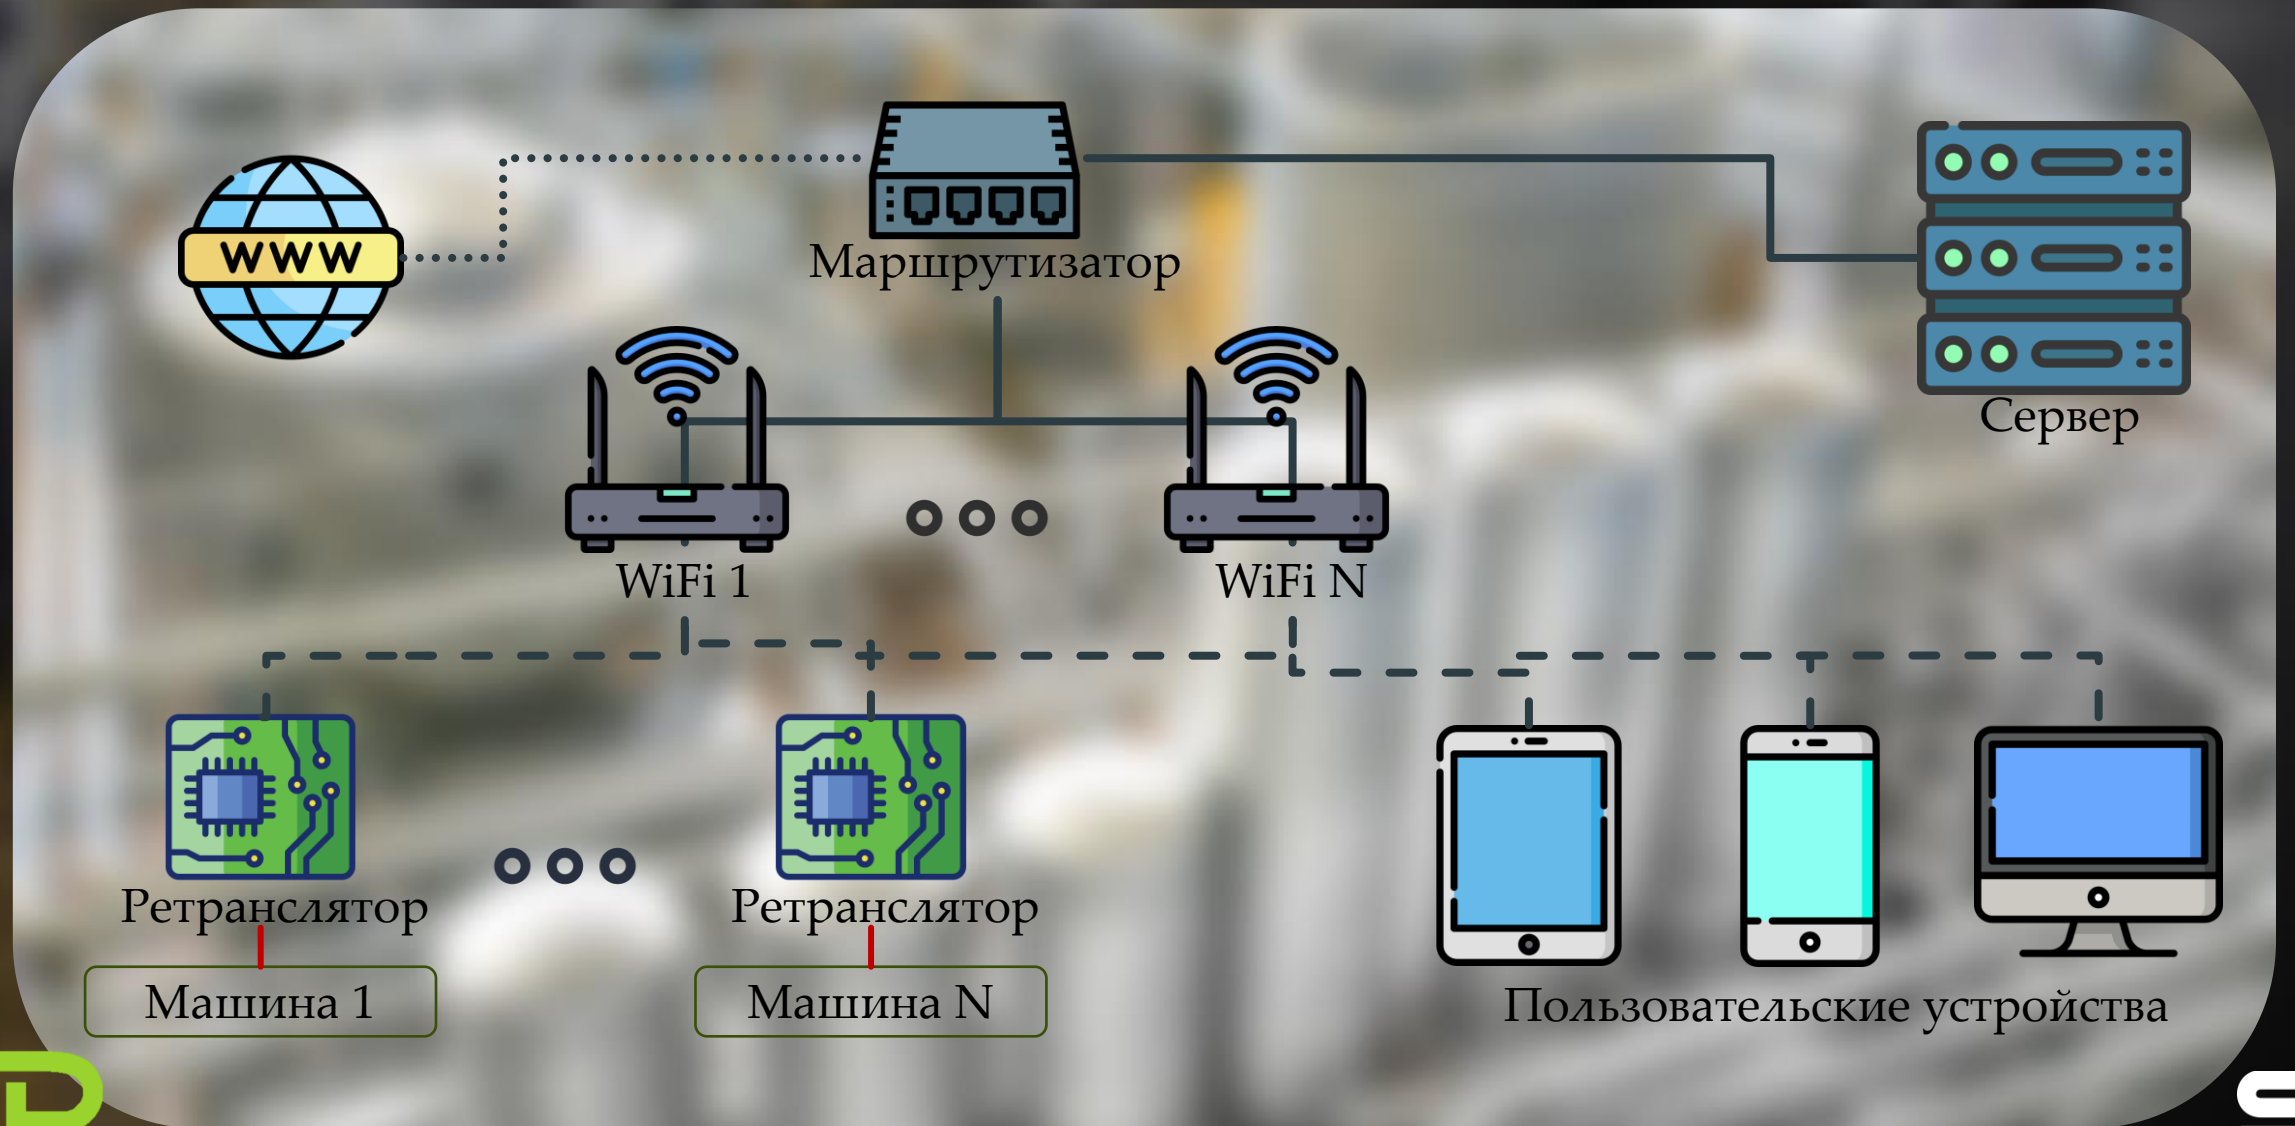 WWW
Маршрутизатор
Сервер
WiFi 1
WiFi N
Ретранслятор
Ретранслятор
Машина 1
Машина N
Пользовательские устройства